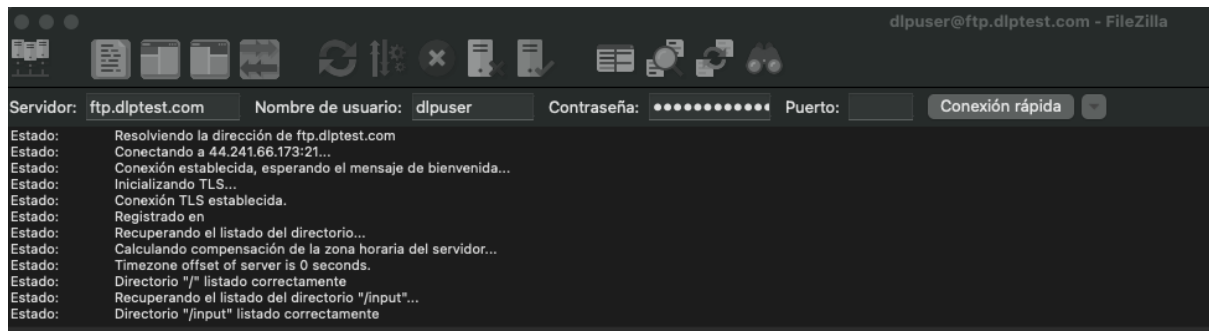 dlpuser@ftp.dlptest.com - FileZilla
Servidor: ftp.dlptest.com Nombre de usuario: dlpuser Contraseña: ●●●●●●●●●●●●● Puerto: Conexión rápida
Estado: Resolviendo la dirección de ftp.dlptest.com
Estado: Conectando a 44.241.66.173:21...
Estado: Conexión establecida, esperando el mensaje de bienvenida...
Estado: Inicializando TLS...
Estado: Conexión TLS establecida.
Estado: Registrado en
Estado: Recuperando el listado del directorio...
Estado: Calculando compensación de la zona horaria del servidor...
Estado: Timezone offset of server is 0 seconds.
Estado: Directorio "/" listado correctamente
Estado: Recuperando el listado del directorio "/input"...
Estado: Directorio "/input" listado correctamente